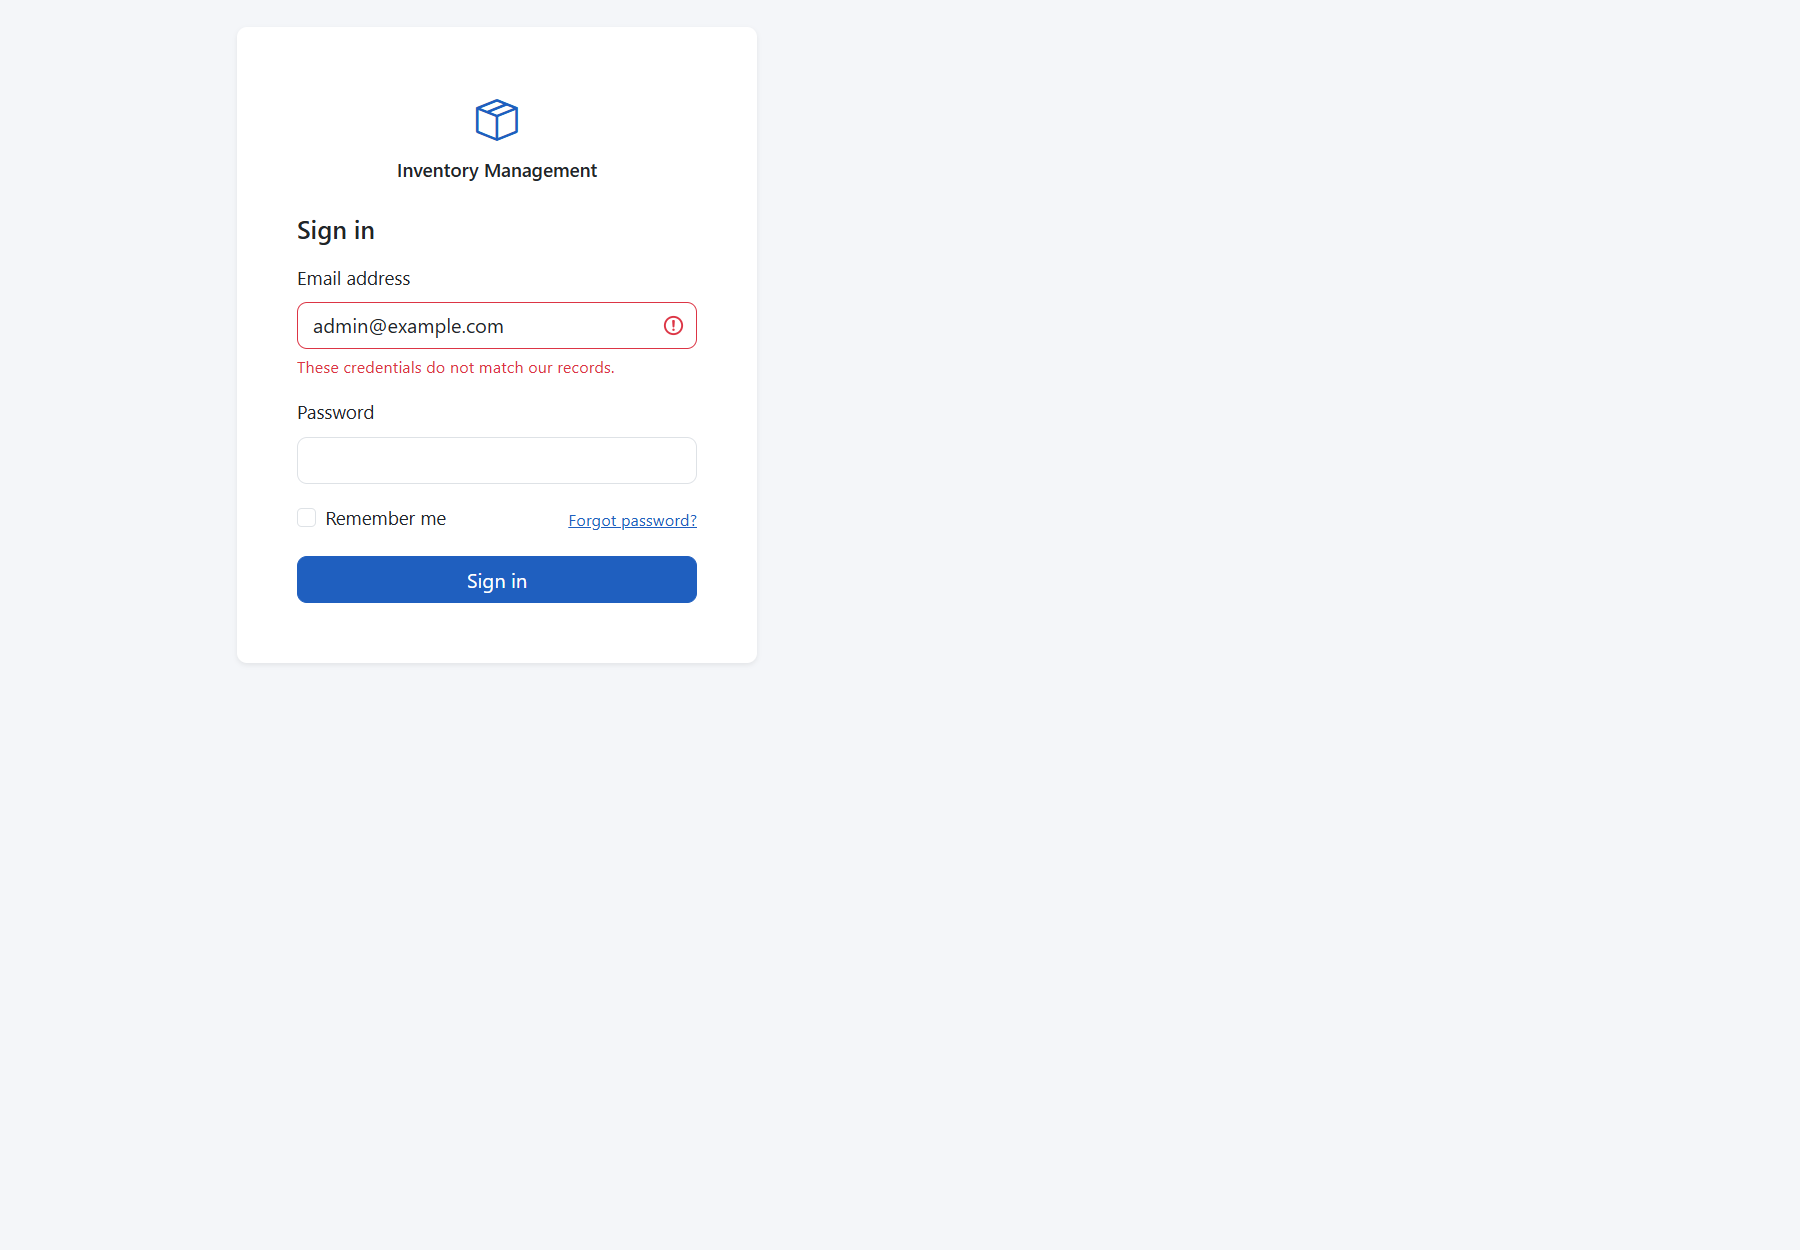 Inventory Management
Sign in
Email address
admin@example.com
These credentials do not match our records.
Password
Remember me
Forgot password?
Sign in